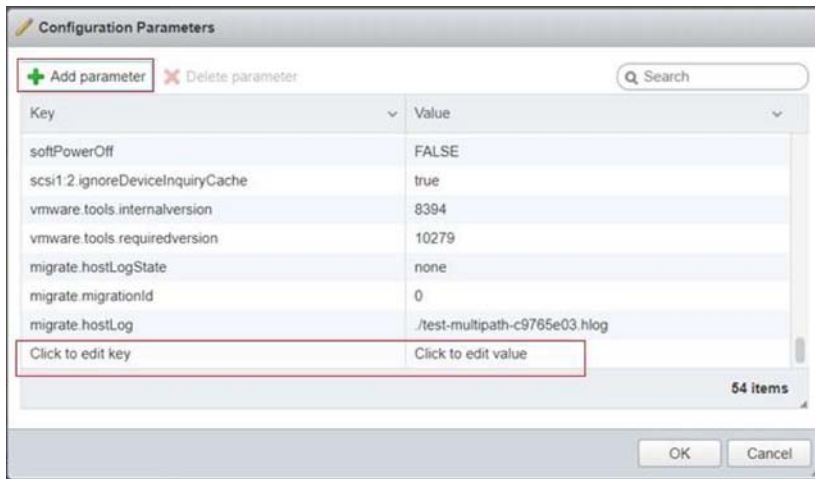 Configuration Parameters
Add parameter Delete parameter Search
Key Value
softPowerOff FALSE
scsi1:2.ignoreDeviceInquiryCache true
vmware.tools.internalversion 8394
vmware.tools.requiredversion 10279
migrate.hostLogState none
migrate.migrationId 0
migrate.hostLog ./test-multipath-c9765e03.hlog
Click to edit key Click to edit value
54 items
OK Cancel